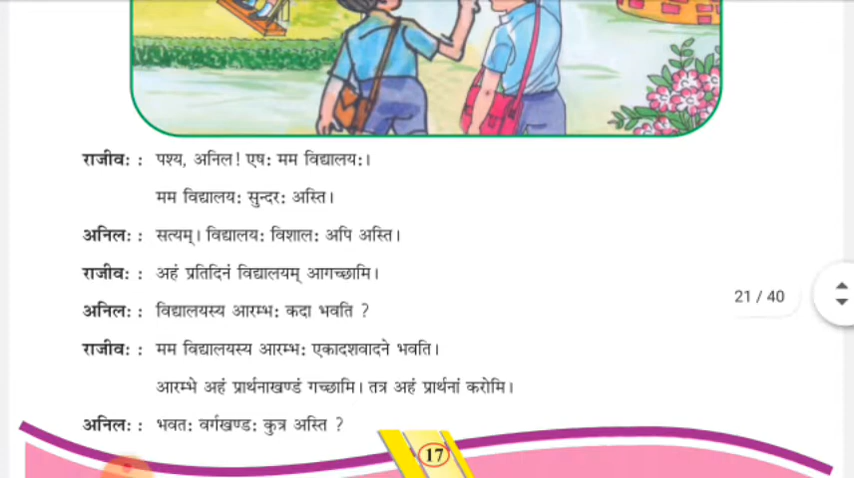 राजीवः : पश्य, अनिल! एषः मम विद्यालयः।
मम विद्यालयः सुन्दरः अस्ति।
अनिलः : सत्यम्। विद्यालयः विशालः अपि अस्ति।
राजीवः : अहं प्रतिदिनं विद्यालयम् आगच्छामि।
अनिलः : विद्यालयस्य आरम्भः कदा भवति ?
21 / 40
राजीवः : मम विद्यालयस्य आरम्भः एकादशवादने भवति।
आरम्भे अहं प्रार्थनाखण्डं गच्छामि। तत्र अहं प्रार्थनां करोमि।
अनिलः : भवतः वर्गखण्डः कुत्र अस्ति ?
17